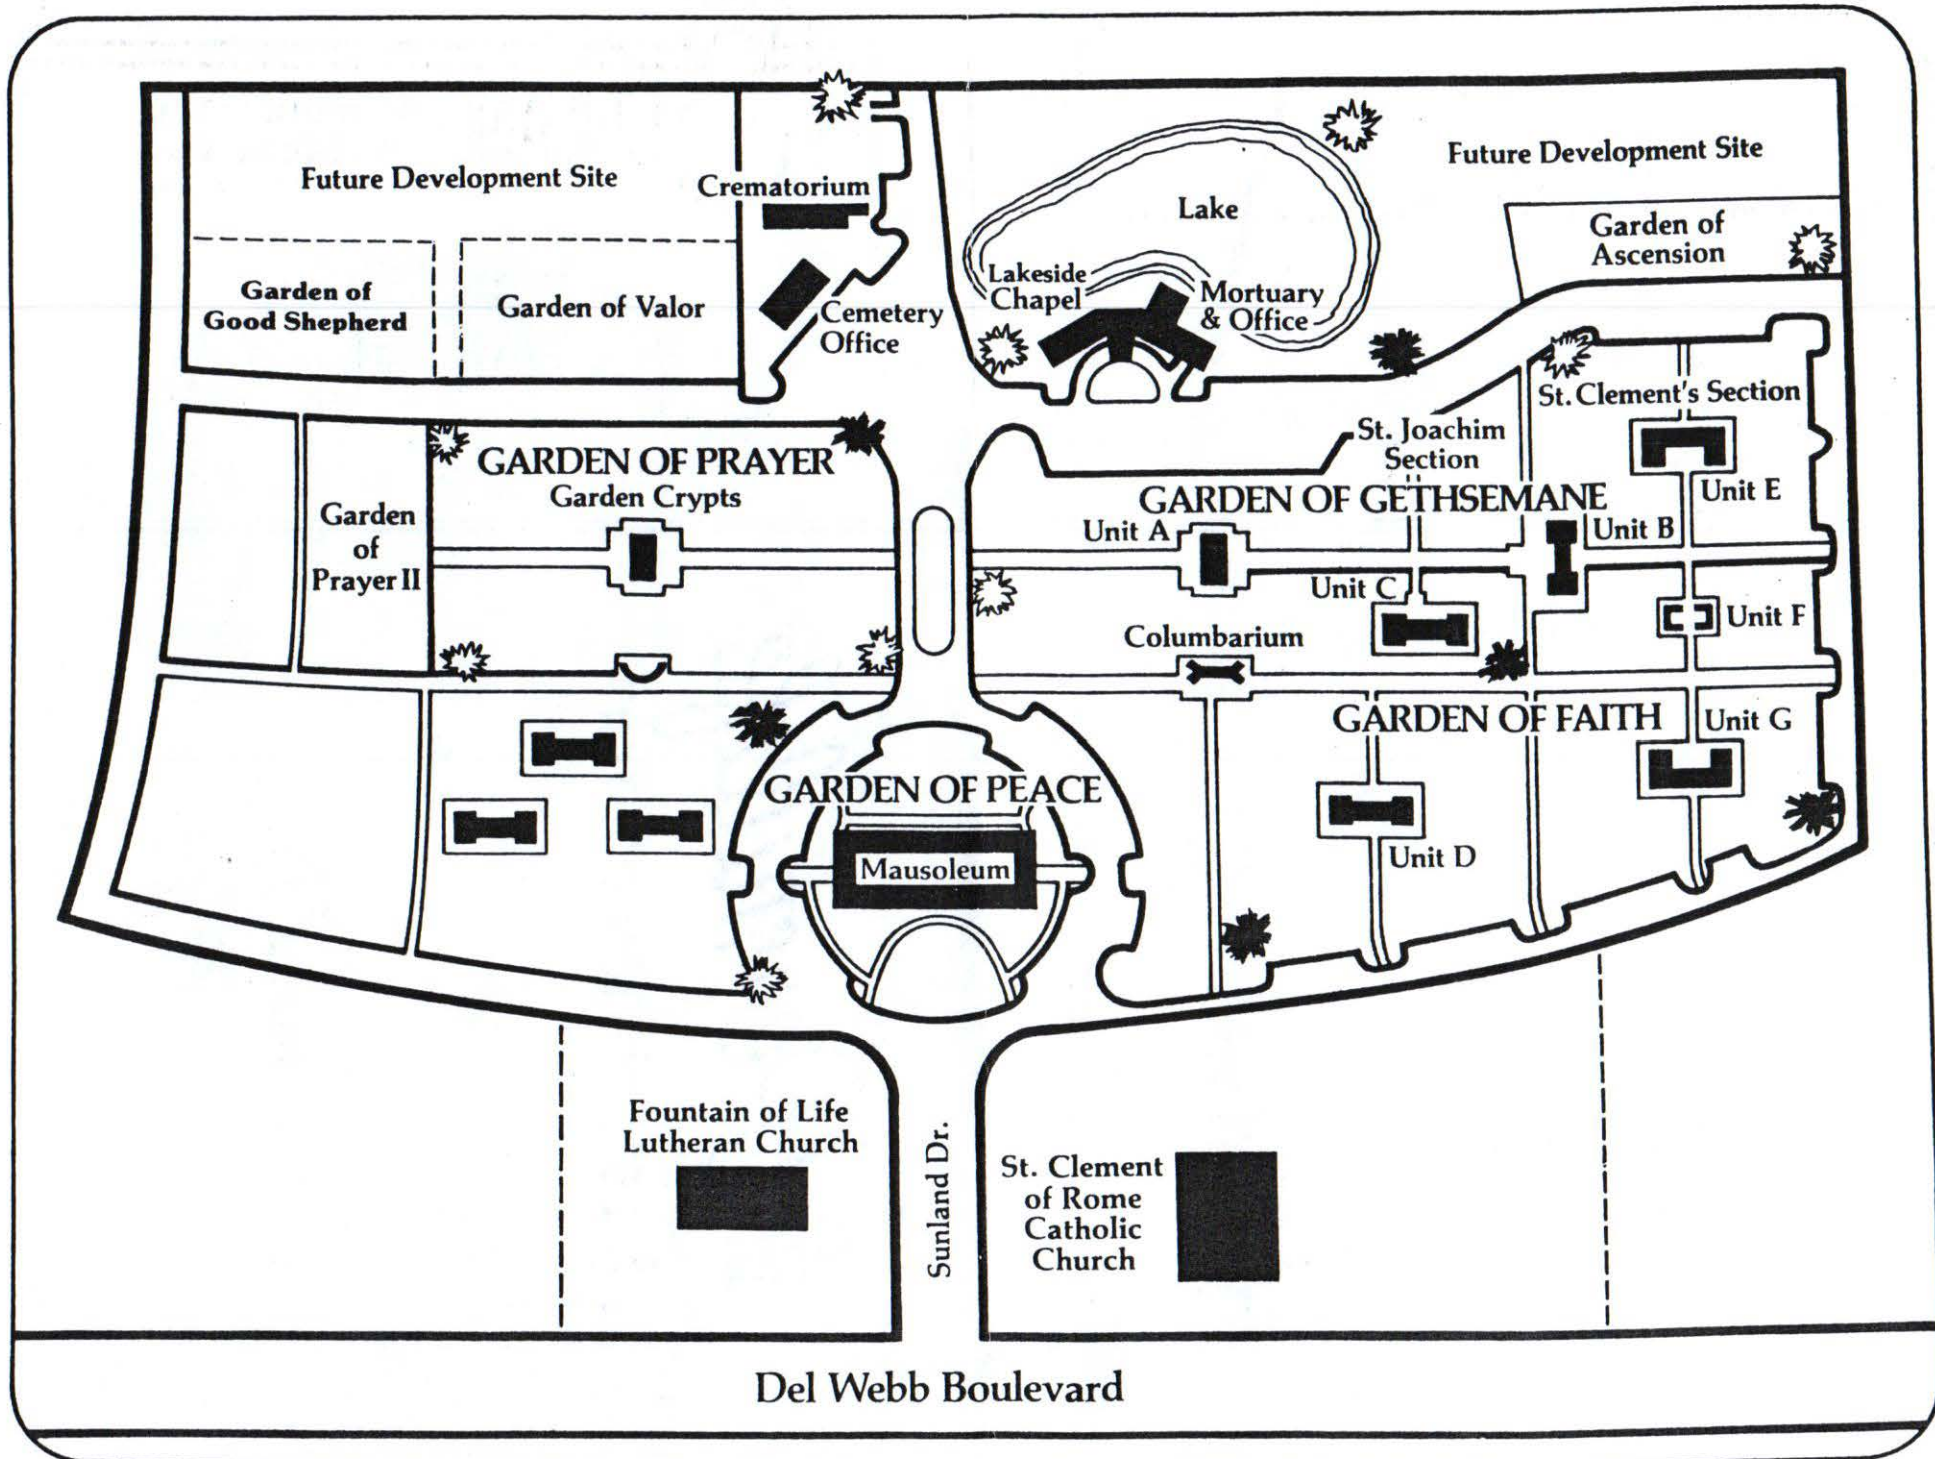 Future Development Site
Crematorium
Lake
Future Development Site
Garden of
Ascension
Garden of
Good Shepherd
Garden of Valor
Cemetery
Office
Lakeside
Chapel
Mortuary
& Office
St. Clement's Section
St. Joachim
Section
GARDEN OF PRAYER
Garden Crypts
GARDEN OF GETHSEMANE
Unit E
Garden
of
Prayer II
Unit A
Unit B
Unit C
Unit F
Columbarium
GARDEN OF FAITH
Unit G
GARDEN OF PEACE
Mausoleum
Unit D
Fountain of Life
Lutheran Church
Sunland Dr.
St. Clement
of Rome
Catholic
Church
Del Webb Boulevard